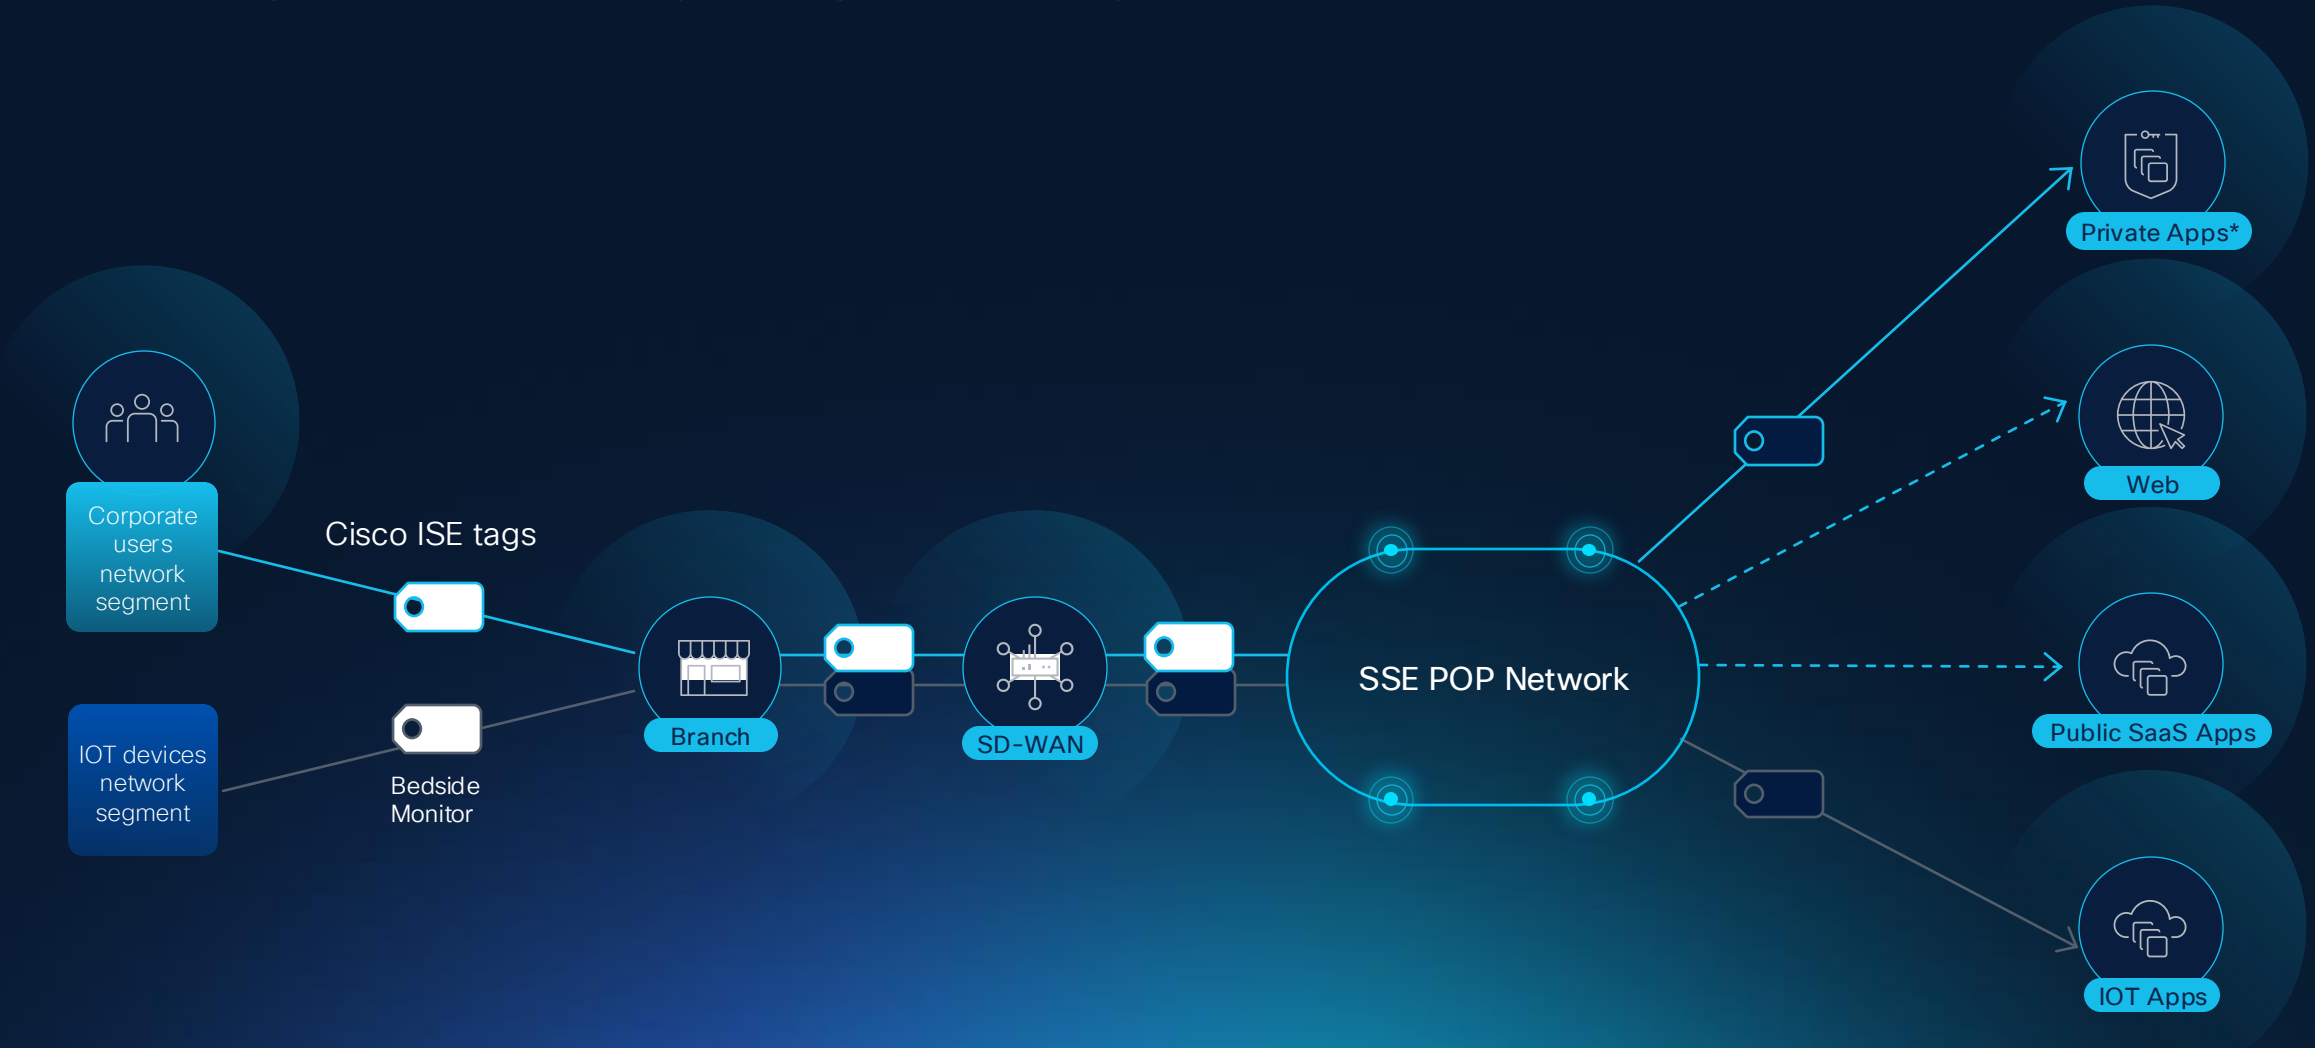 Private Apps*
Web
Corporate
users
network
segment
Cisco ISE tags
SSE POP Network
Branch
SD-WAN
Public SaaS Apps
IOT devices
network
segment
Bedside
Monitor
IOT Apps